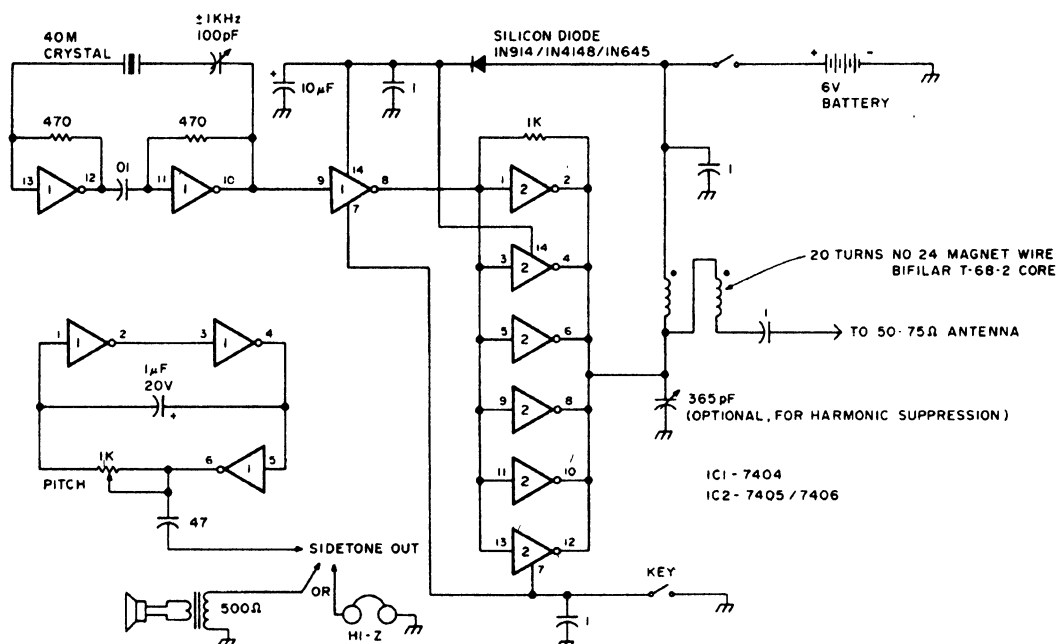 ±1KHz
100pF
40M
CRYSTAL
SILICON DIODE
1N914/1N4148/1N645
+
10µF
1
+ -
6V
BATTERY
470
470
1K
1
13 1 12
01
11 1 10
9 1 8
14
7
1 2 2
14
3 2 4
20 TURNS NO 24 MAGNET WIRE
BIFILAR T-68-2 CORE
1
TO 50-75Ω ANTENNA
1 1 2
3 1 4
5 2 6
1µF
20V
+
365pF
(OPTIONAL, FOR HARMONIC SUPPRESSION)
9 2 8
1K
PITCH
6 1 5
11 2 10
IC1 - 7404
IC2 - 7405/7406
47
13 2 12
7
SIDETONE OUT
OR
KEY
500Ω
HI-Z
1